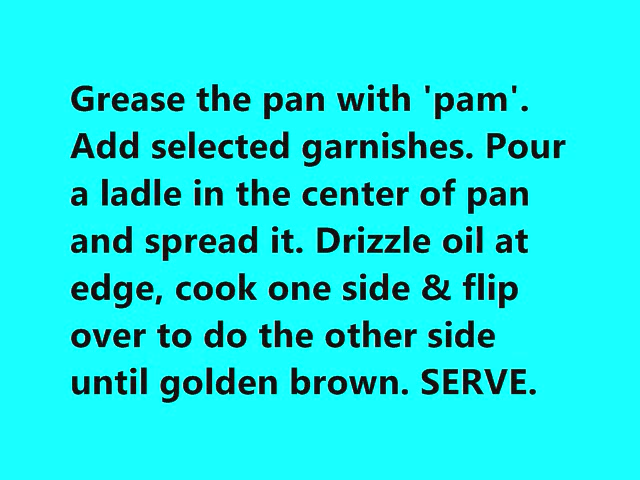 Grease the pan with 'pam'.
Add selected garnishes. Pour
a ladle in the center of pan
and spread it. Drizzle oil at
edge, cook one side & flip
over to do the other side
until golden brown. SERVE.